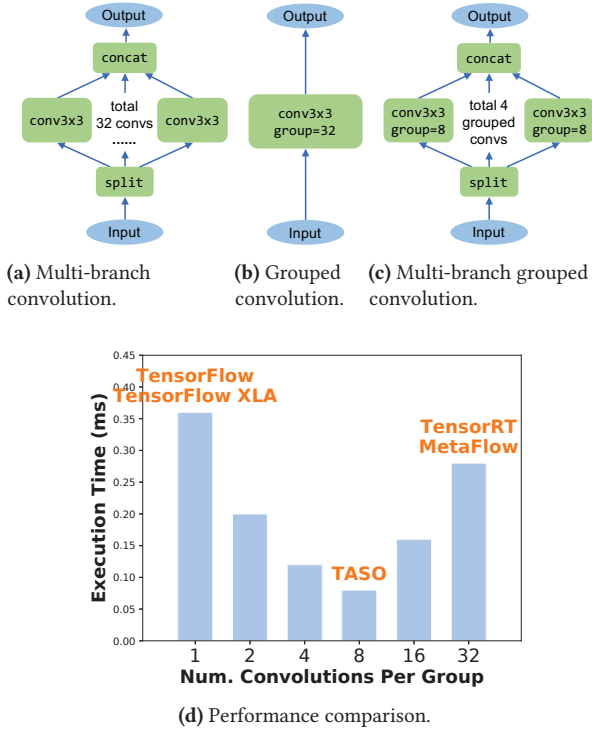 Output
concat
conv3x3
total
32 convs
......
conv3x3
split
Input
(a) Multi-branch
convolution.
Output
conv3x3
group=32
Input
(b) Grouped
convolution.
Output
concat
conv3x3
group=8
total 4
grouped
convs
conv3x3
group=8
split
Input
(c) Multi-branch grouped
convolution.
Execution Time (ms)
0.45
0.40
0.35
0.30
0.25
0.20
0.15
0.10
0.05
0.00
TensorFlow
TensorFlow XLA
TASO
TensorRT
MetaFlow
1 2 4 8 16 32
Num. Convolutions Per Group
(d) Performance comparison.